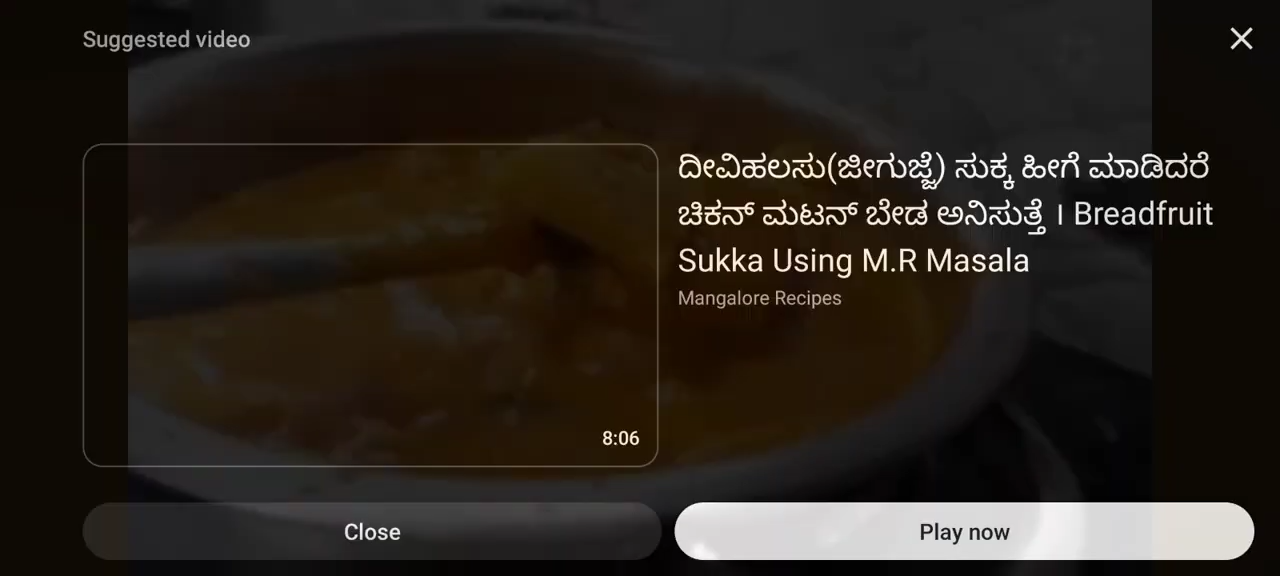 Suggested video
ದೀವಿಹಲಸು(ಜೀಗುಜ್ಜೆ) ಸುಕ್ಕ ಹೀಗೆ ಮಾಡಿದರೆ
ಚಿಕನ್ ಮಟನ್ ಬೇಡ ಅನಿಸುತ್ತೆ । Breadfruit
Sukka Using M.R Masala
Mangalore Recipes
8:06
Close
Play now